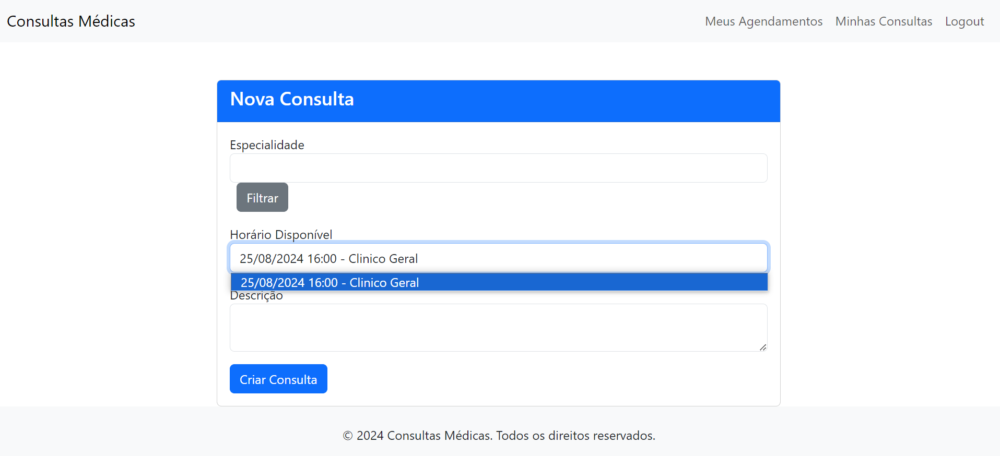 Consultas Médicas
Meus Agendamentos Minhas Consultas Logout
Nova Consulta
Especialidade
Filtrar
Horário Disponível
25/08/2024 16:00 - Clinico Geral
25/08/2024 16:00 - Clinico Geral
Descrição
Criar Consulta
© 2024 Consultas Médicas. Todos os direitos reservados.